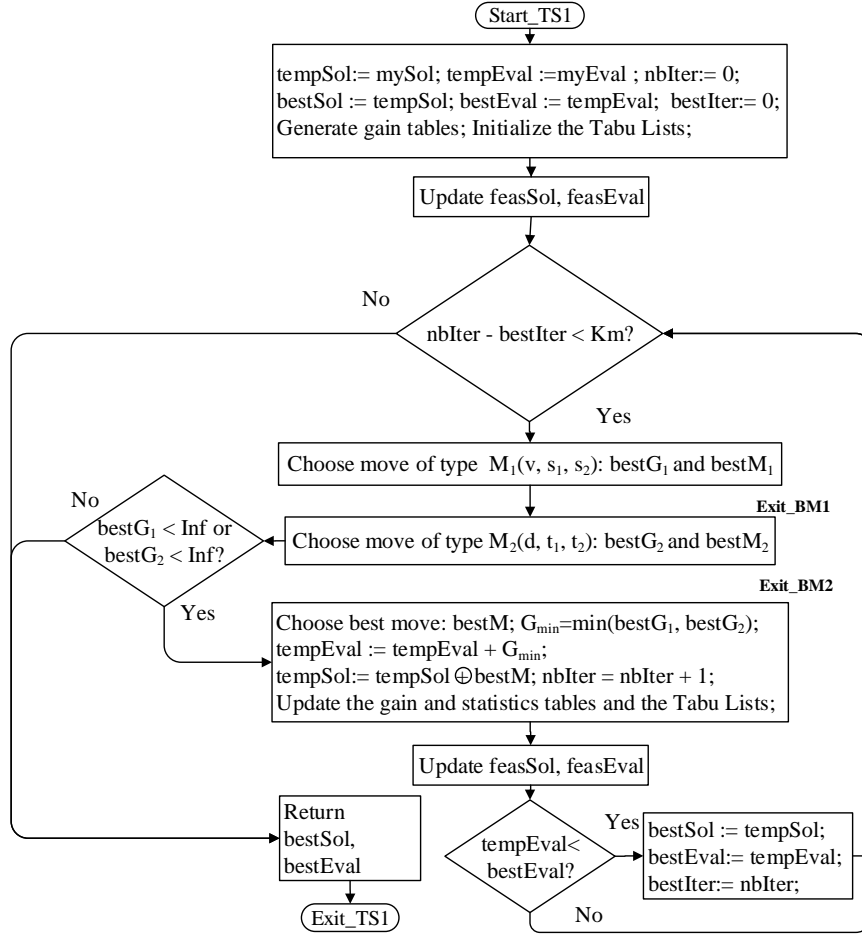 Start_TS1
tempSol:= mySol; tempEval :=myEval ; nbIter:= 0;
bestSol := tempSol; bestEval := tempEval; bestIter:= 0;
Generate gain tables; Initialize the Tabu Lists;
Update feasSol, feasEval
No
nbIter - bestIter < Km?
Yes
Choose move of type M₁(v, s₁, s₂): bestG₁ and bestM₁
Exit_BM1
No
bestG₁ < Inf or
bestG₂ < Inf?
Choose move of type M₂(d, t₁, t₂): bestG₂ and bestM₂
Exit_BM2
Yes
Choose best move: bestM; Gₘᵢₙ=min(bestG₁, bestG₂);
tempEval := tempEval + Gₘᵢₙ;
tempSol:= tempSol ⊕bestM; nbIter = nbIter + 1;
Update the gain and statistics tables and the Tabu Lists;
Update feasSol, feasEval
Return
bestSol,
bestEval
tempEval<
bestEval?
Yes
bestSol := tempSol;
bestEval:= tempEval;
bestIter:= nbIter;
No
Exit_TS1